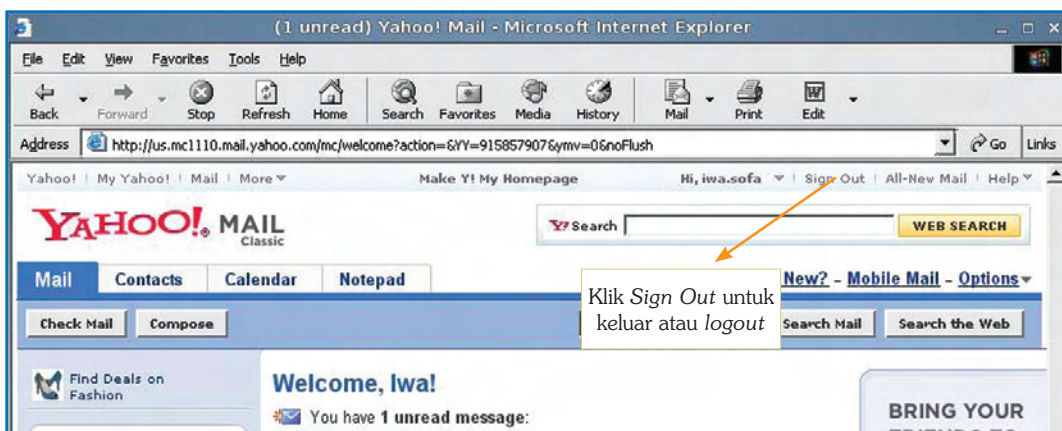 (1 unread) Yahoo! Mail - Microsoft Internet Explorer
File Edit View Favorites Tools Help
Back Forward Stop Refresh Home Search Favorites Media History Mail Print Edit
Address http://us.mc1110.mail.yahoo.com/mc/welcome?action=&YY=915857907&ymv=0&noFlush Go Links
Yahoo! My Yahoo! Mail More Make Y! My Homepage Hi, iwa.sofa Sign Out All-New Mail Help
YAHOO! MAIL
Classic
Y! Search WEB SEARCH
Mail Contacts Calendar Notepad New? - Mobile Mail - Options
Klik Sign Out untuk
keluar atau logout
Check Mail Compose Search Mail Search the Web
Find Deals on
Fashion
Welcome, Iwa!
You have 1 unread message:
BRING YOUR